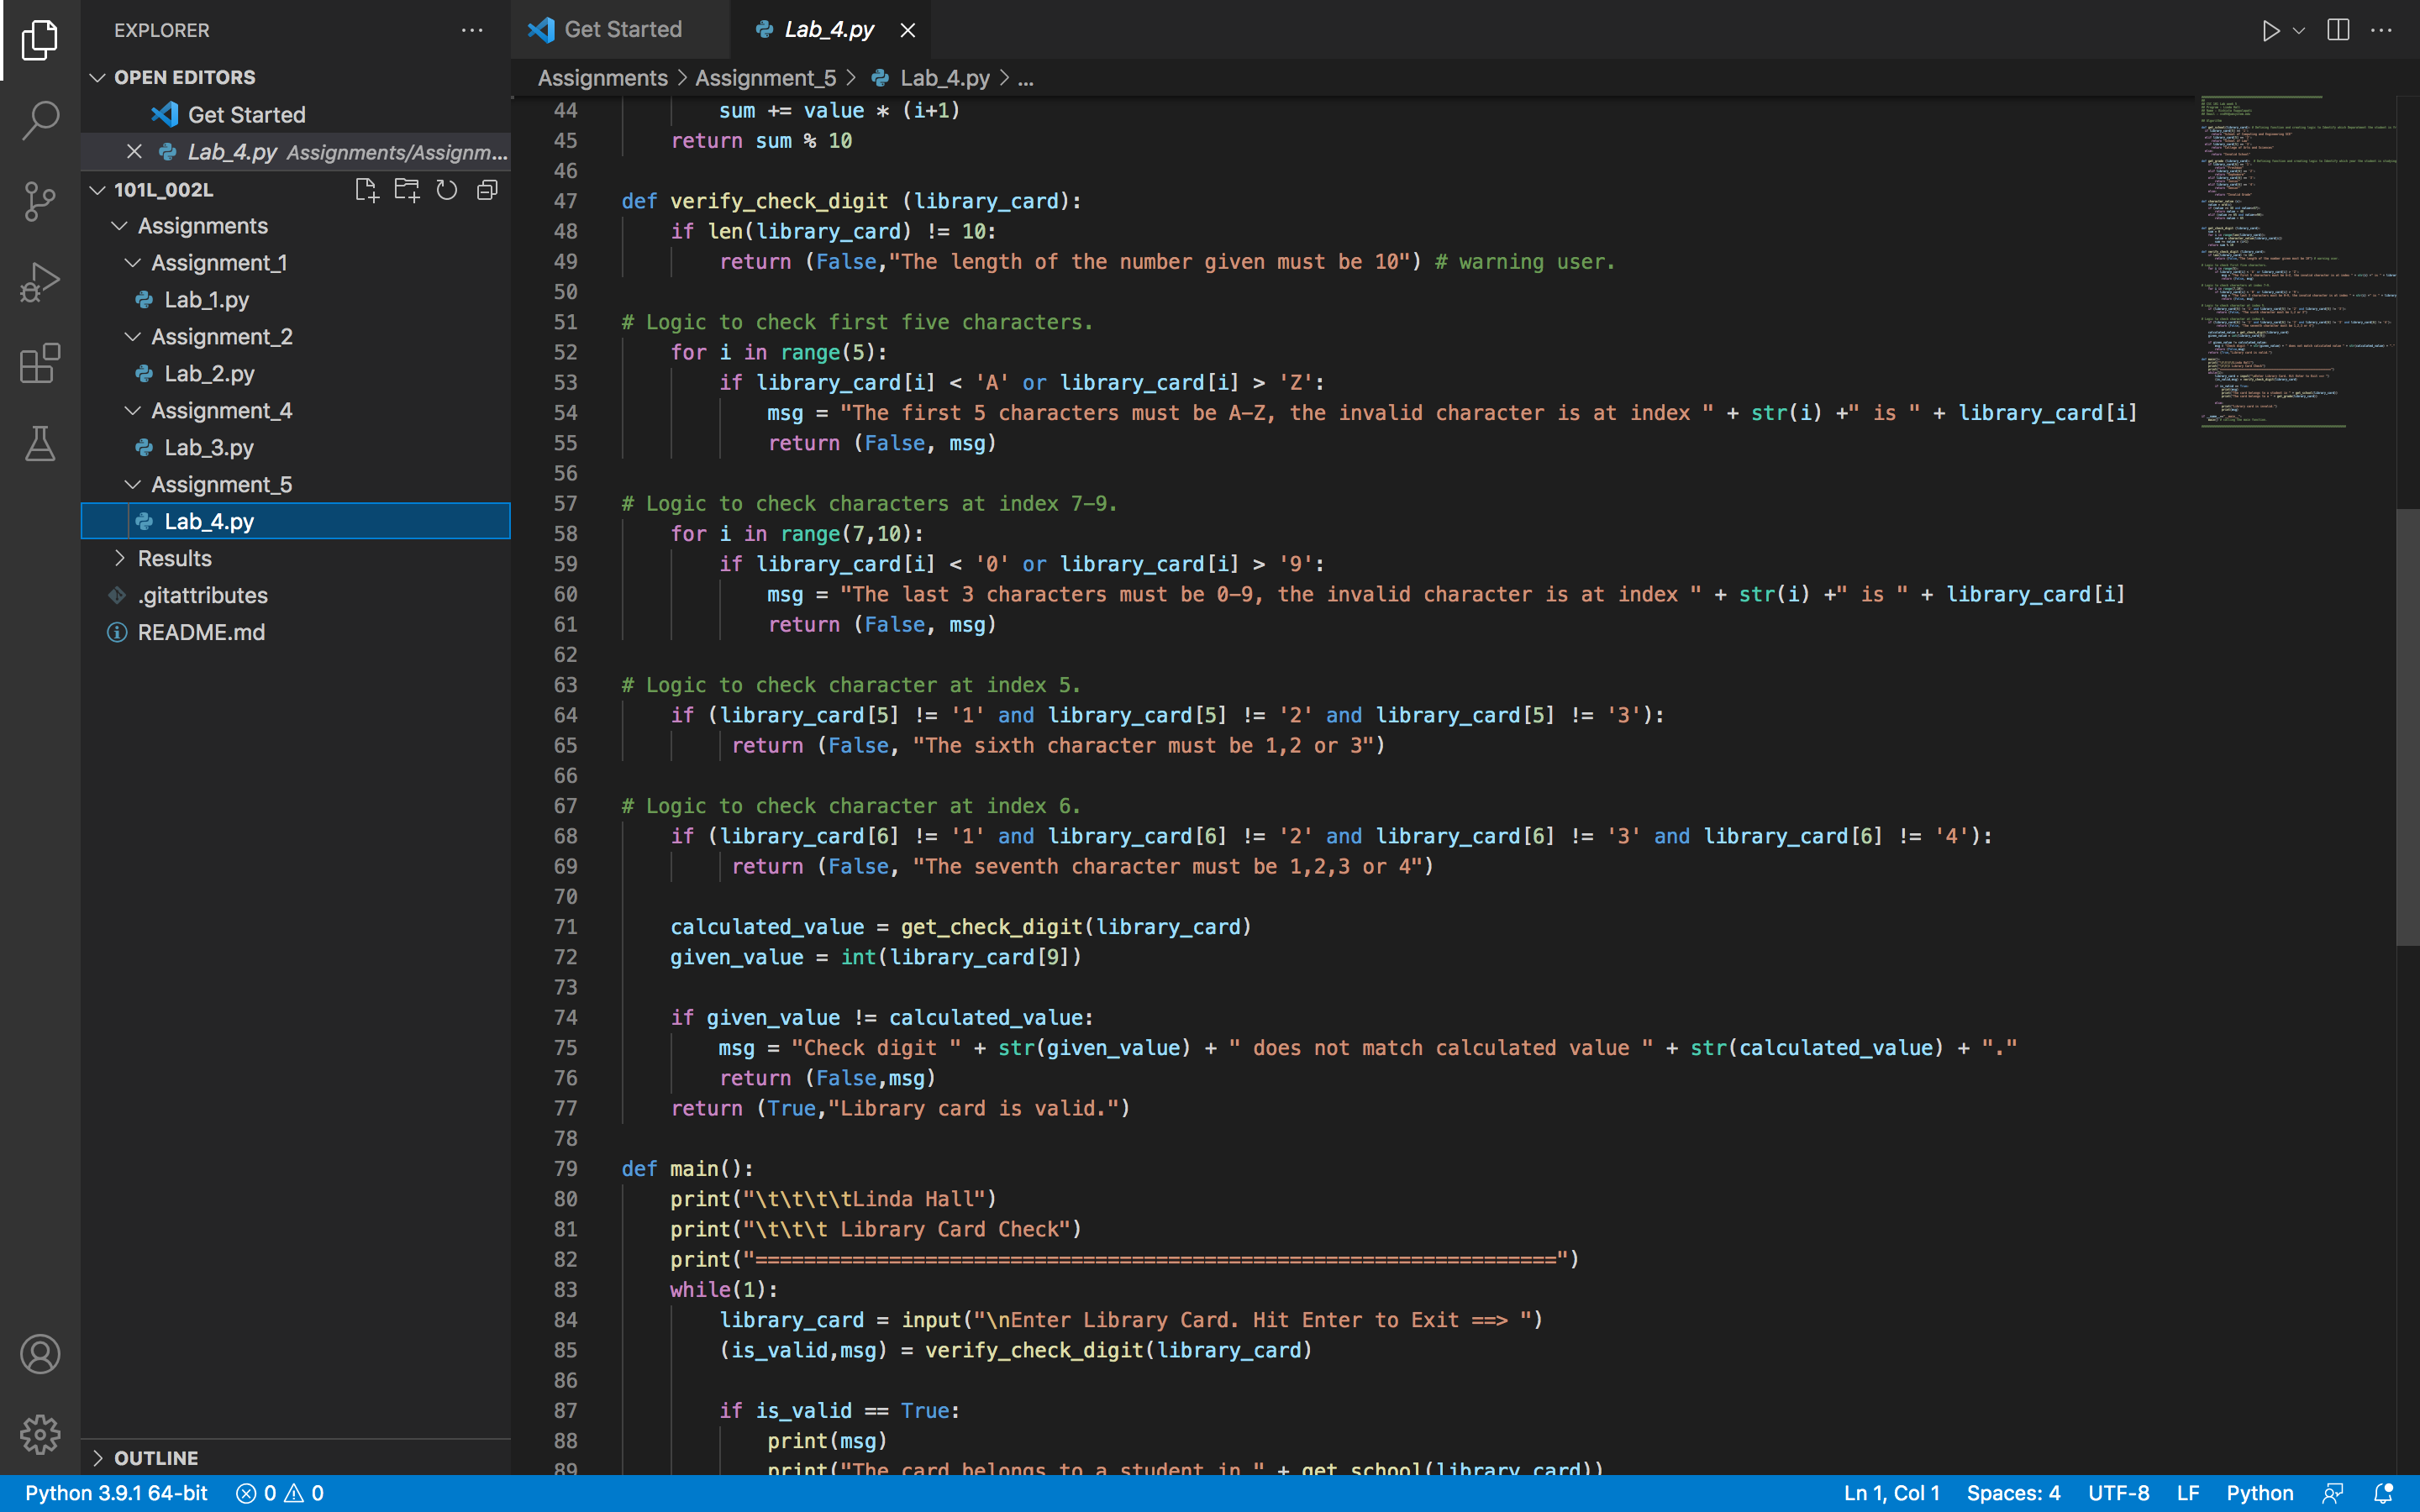 EXPLORER
OPEN EDITORS
Get Started
Lab_4.py Assignments/Assignm...
101L_002L
Assignments
Assignment_1
Lab_1.py
Assignment_2
Lab_2.py
Assignment_4
Lab_3.py
Assignment_5
Lab_4.py
Results
.gitattributes
README.md
OUTLINE
Get Started
Lab_4.py
Assignments > Assignment_5 > Lab_4.py > ...
44 sum += value * (i+1)
45 return sum % 10
46
47 def verify_check_digit (library_card):
48 if len(library_card) != 10:
49 return (False,"The length of the number given must be 10") # warning user.
50
51 # Logic to check first five characters.
52 for i in range(5):
53 if library_card[i] < 'A' or library_card[i] > 'Z':
54 msg = "The first 5 characters must be A-Z, the invalid character is at index " + str(i) +" is " + library_card[i]
55 return (False, msg)
56
57 # Logic to check characters at index 7-9.
58 for i in range(7,10):
59 if library_card[i] < '0' or library_card[i] > '9':
60 msg = "The last 3 characters must be 0-9, the invalid character is at index " + str(i) +" is " + library_card[i]
61 return (False, msg)
62
63 # Logic to check character at index 5.
64 if (library_card[5] != '1' and library_card[5] != '2' and library_card[5] != '3'):
65 return (False, "The sixth character must be 1,2 or 3")
66
67 # Logic to check character at index 6.
68 if (library_card[6] != '1' and library_card[6] != '2' and library_card[6] != '3' and library_card[6] != '4'):
69 return (False, "The seventh character must be 1,2,3 or 4")
70
71 calculated_value = get_check_digit(library_card)
72 given_value = int(library_card[9])
73
74 if given_value != calculated_value:
75 msg = "Check digit " + str(given_value) + " does not match calculated value " + str(calculated_value) + "."
76 return (False,msg)
77 return (True,"Library card is valid.")
78
79 def main():
80 print("\t\t\t\tLinda Hall")
81 print("\t\t\t Library Card Check")
82 print("==================================================================")
83 while(1):
84 library_card = input("\nEnter Library Card. Hit Enter to Exit ==> ")
85 (is_valid,msg) = verify_check_digit(library_card)
86
87 if is_valid == True:
88 print(msg)
89 print("The card belongs to a student in " + get_school(library_card))
Python 3.9.1 64-bit 0 0 Ln 1, Col 1 Spaces: 4 UTF-8 LF Python